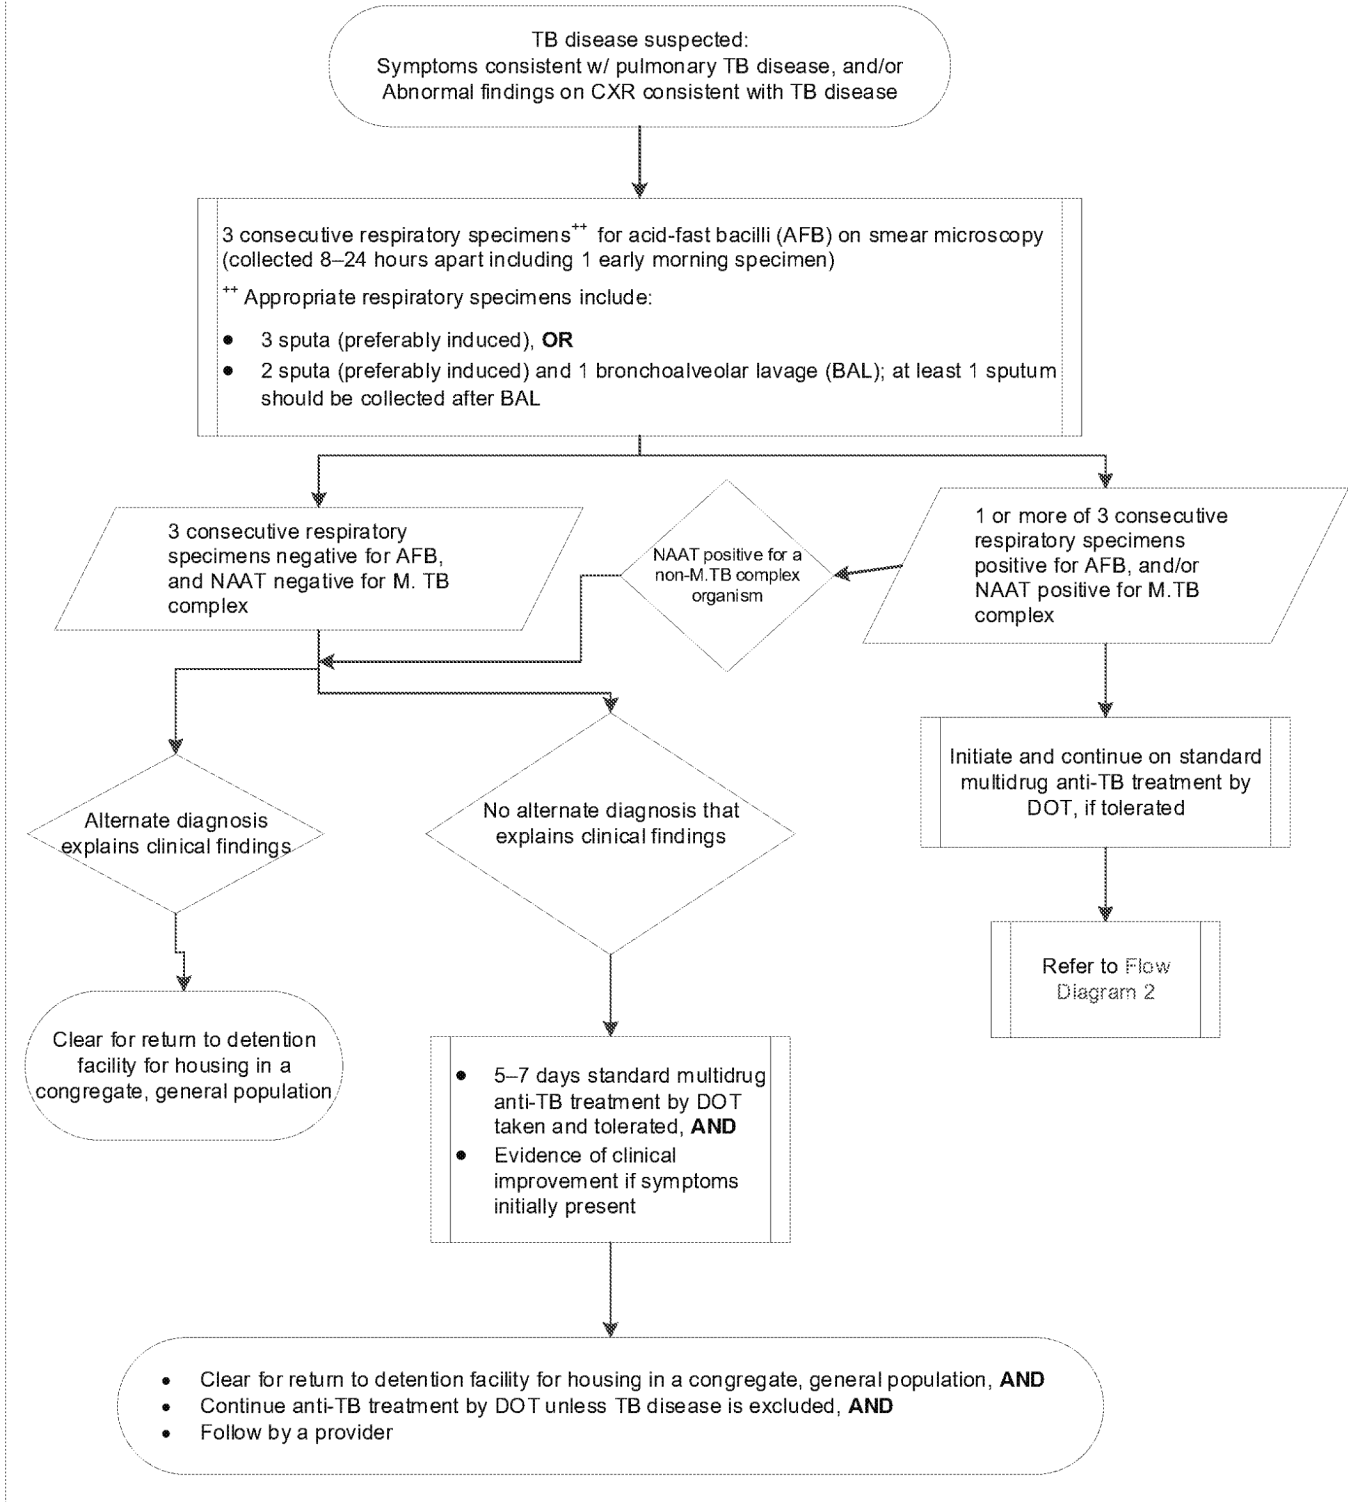 TB disease suspected:
Symptoms consistent w/ pulmonary TB disease, and/or
Abnormal findings on CXR consistent with TB disease
3 consecutive respiratory specimens++ for acid-fast bacilli (AFB) on smear microscopy
(collected 8–24 hours apart including 1 early morning specimen)
++ Appropriate respiratory specimens include:
● 3 sputa (preferably induced), OR
● 2 sputa (preferably induced) and 1 bronchoalveolar lavage (BAL); at least 1 sputum
should be collected after BAL
3 consecutive respiratory
specimens negative for AFB,
and NAAT negative for M. TB
complex
NAAT positive for a
non-M.TB complex
organism
1 or more of 3 consecutive
respiratory specimens
positive for AFB, and/or
NAAT positive for M.TB
complex
Alternate diagnosis
explains clinical findings
No alternate diagnosis that
explains clinical findings
Initiate and continue on standard
multidrug anti-TB treatment by
DOT, if tolerated
Refer to Flow
Diagram 2
Clear for return to detention
facility for housing in a
congregate, general population
● 5–7 days standard multidrug
anti-TB treatment by DOT
taken and tolerated, AND
● Evidence of clinical
improvement if symptoms
initially present
• Clear for return to detention facility for housing in a congregate, general population, AND
• Continue anti-TB treatment by DOT unless TB disease is excluded, AND
• Follow by a provider